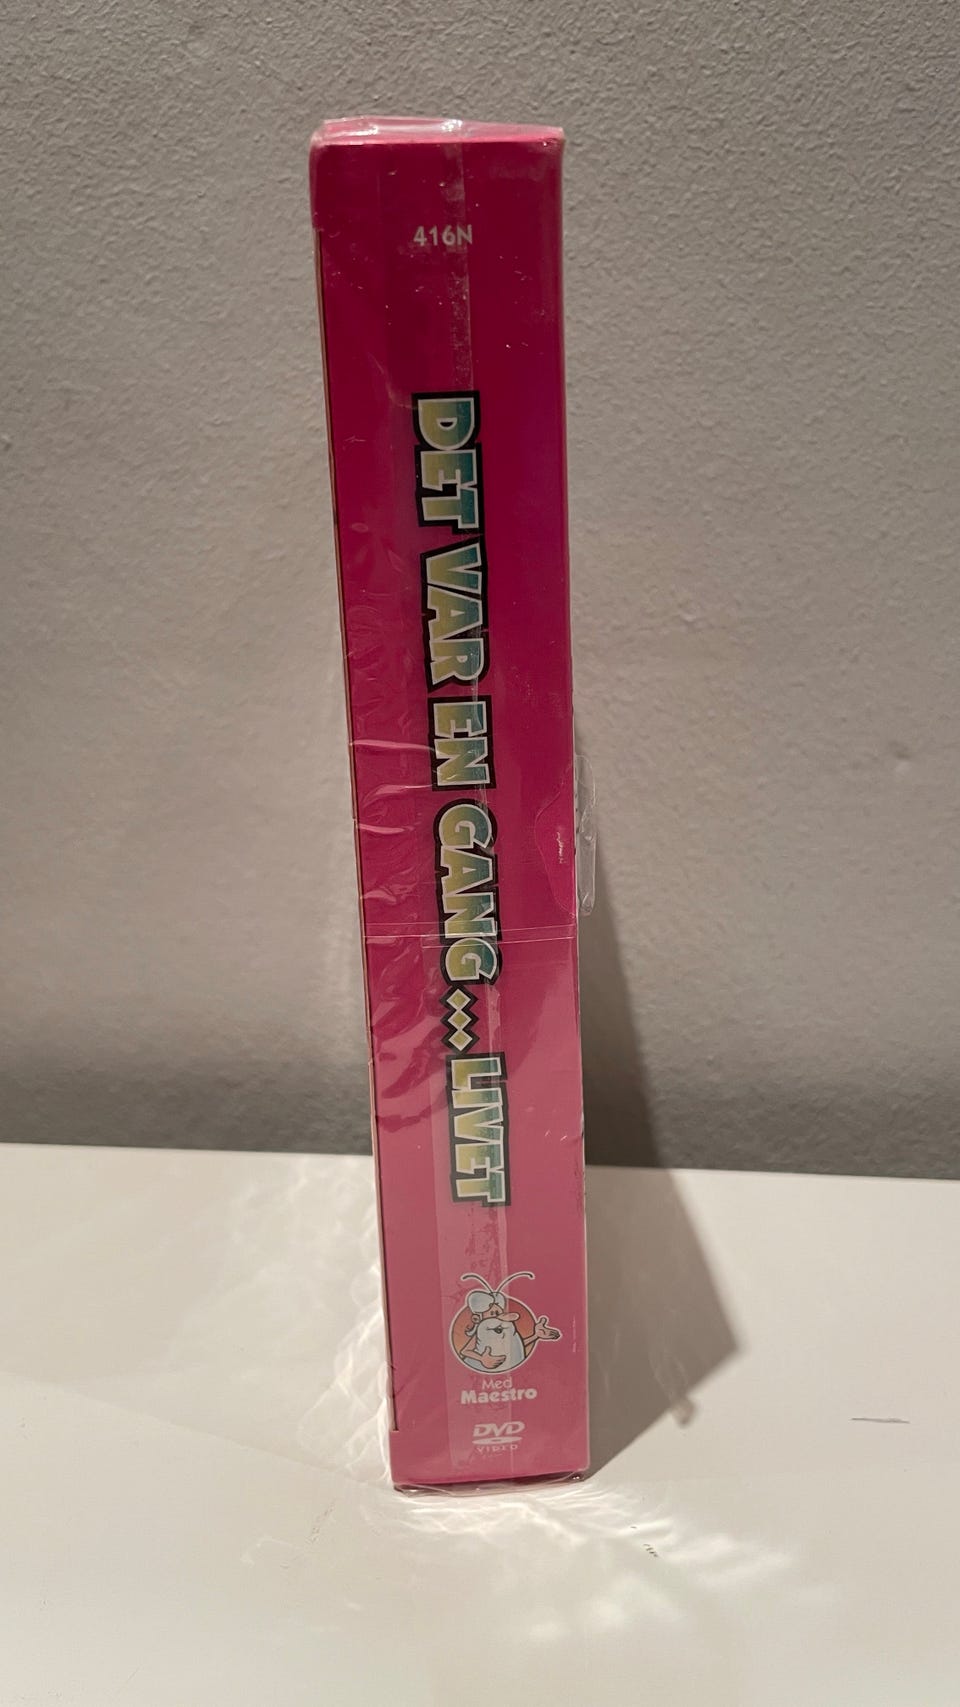 416N
DET VAR EN GANG... LIVET
Med
Maestro
DVD
VIDEO